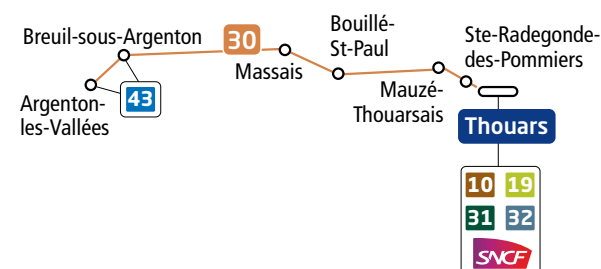 Breuil-sous-Argenton
30
Bouillé-
St-Paul
Ste-Radegonde-
des-Pommiers
Massais
Argenton-
les-Vallées
43
Mauzé-
Thouarsais
Thouars
10 19
31 32
SNCF